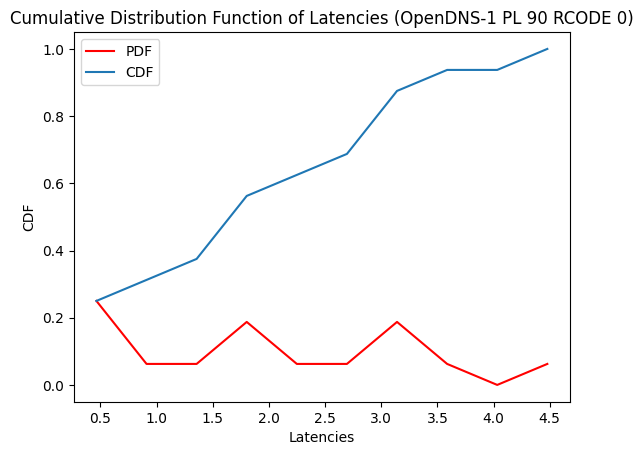 Cumulative Distribution Function of Latencies (OpenDNS-1 PL 90 RCODE 0)
PDF
CDF
1.0
0.8
0.6
0.4
0.2
0.0
CDF
0.5 1.0 1.5 2.0 2.5 3.0 3.5 4.0 4.5
Latencies